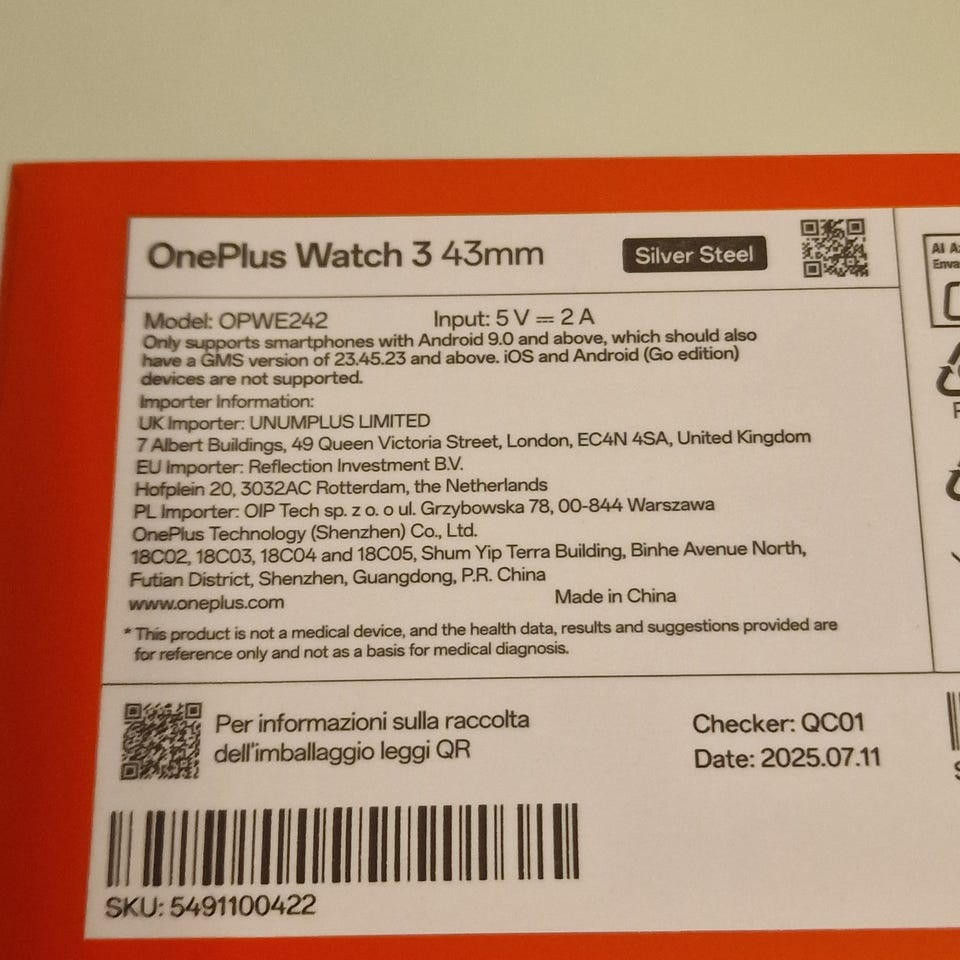 OnePlus Watch 3 43mm
Silver Steel
Model: OPWE242
Input: 5 V ⎓ 2 A
Only supports smartphones with Android 9.0 and above, which should also
have a GMS version of 23.45.23 and above. iOS and Android (Go edition)
devices are not supported.
Importer Information:
UK Importer: UNUMPLUS LIMITED
7 Albert Buildings, 49 Queen Victoria Street, London, EC4N 4SA, United Kingdom
EU Importer: Reflection Investment B.V.
Hofplein 20, 3032AC Rotterdam, the Netherlands
PL Importer: OIP Tech sp. z o. o ul. Grzybowska 78, 00-844 Warszawa
OnePlus Technology (Shenzhen) Co., Ltd.
18C02, 18C03, 18C04 and 18C05, Shum Yip Terra Building, Binhe Avenue North,
Futian District, Shenzhen, Guangdong, P.R. China
www.oneplus.com
Made in China
* This product is not a medical device, and the health data, results and suggestions provided are
for reference only and not as a basis for medical diagnosis.
Per informazioni sulla raccolta
dell'imballaggio leggi QR
Checker: QC01
Date: 2025.07.11
SKU: 5491100422